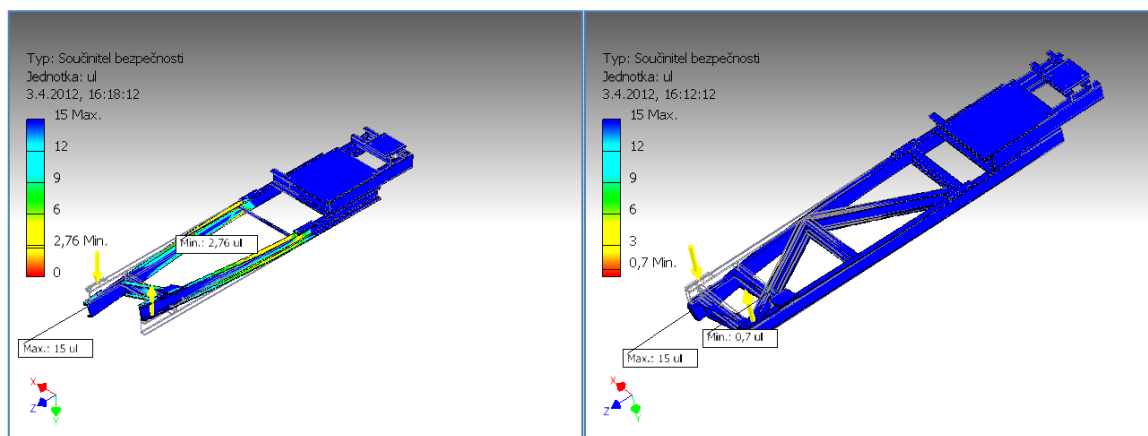 Typ: Součinitel bezpečnosti
Jednotka: ul
3.4.2012, 16:18:12
15 Max.
12
9
6
2,76 Min.
0
Min.: 2,76 ul
Max.: 15 ul
X
Z
Y
Typ: Součinitel bezpečnosti
Jednotka: ul
3.4.2012, 16:12:12
15 Max.
12
9
6
3
0,7 Min.
Min.: 0,7 ul
Max.: 15 ul
X
Z
Y